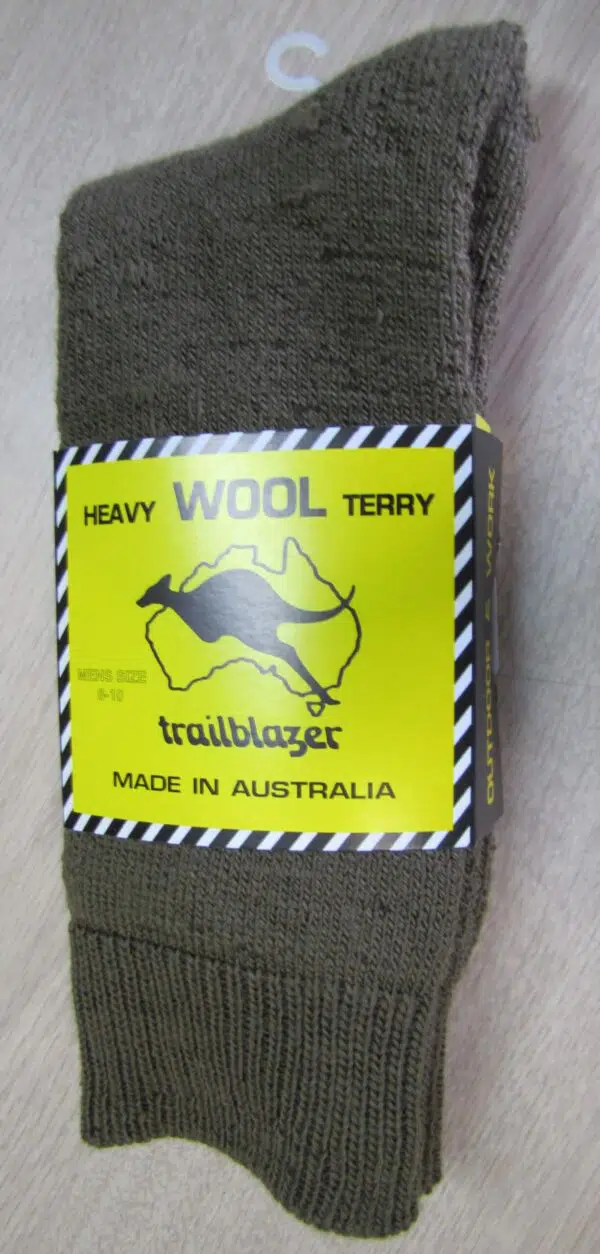 HEAVY WOOL TERRY
MENS SIZE
6-10
trailblazer
MADE IN AUSTRALIA
OUTDOOR & WORK